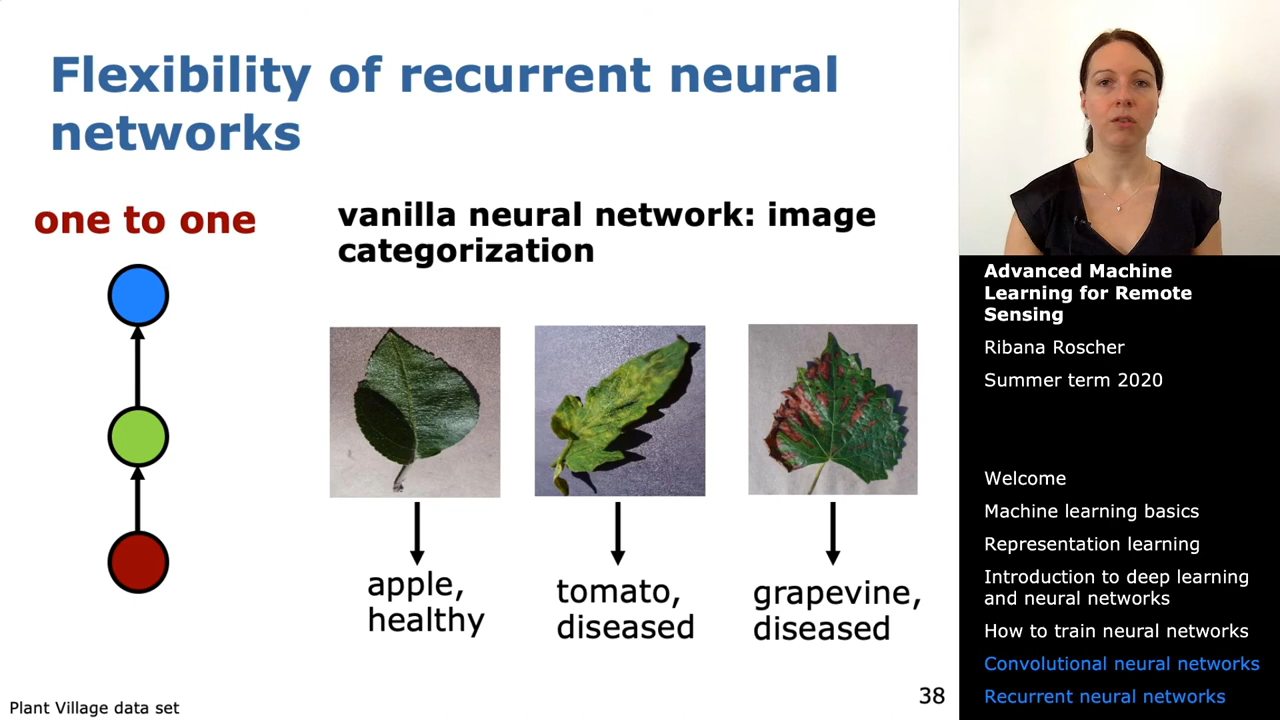 Flexibility of recurrent neural
networks
one to one
vanilla neural network: image
categorization
apple,
healthy
tomato,
diseased
grapevine,
diseased
Plant Village data set
38
Advanced Machine
Learning for Remote
Sensing
Ribana Roscher
Summer term 2020
Welcome
Machine learning basics
Representation learning
Introduction to deep learning
and neural networks
How to train neural networks
Convolutional neural networks
Recurrent neural networks